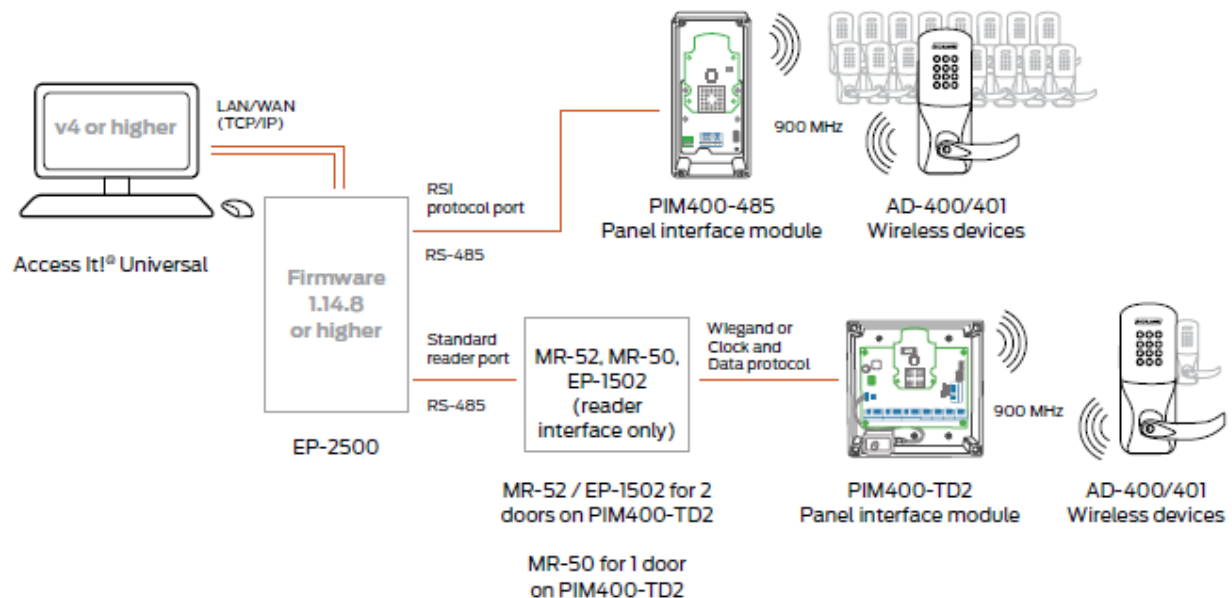 v4 or higher
LAN/WAN
(TCP/IP)
Access It!® Universal
Firmware
1.14.8
or higher
EP-2500
RSI
protocol port
RS-485
PIM400-485
Panel interface module
900 MHz
SCHLAGE
AD-400/401
Wireless devices
Standard
reader port
RS-485
MR-52, MR-50,
EP-1502
(reader
interface only)
MR-52 / EP-1502 for 2
doors on PIM400-TD2
MR-50 for 1 door
on PIM400-TD2
Wiegand or
Clock and
Data protocol
PIM400-TD2
Panel interface module
900 MHz
AD-400/401
Wireless devices